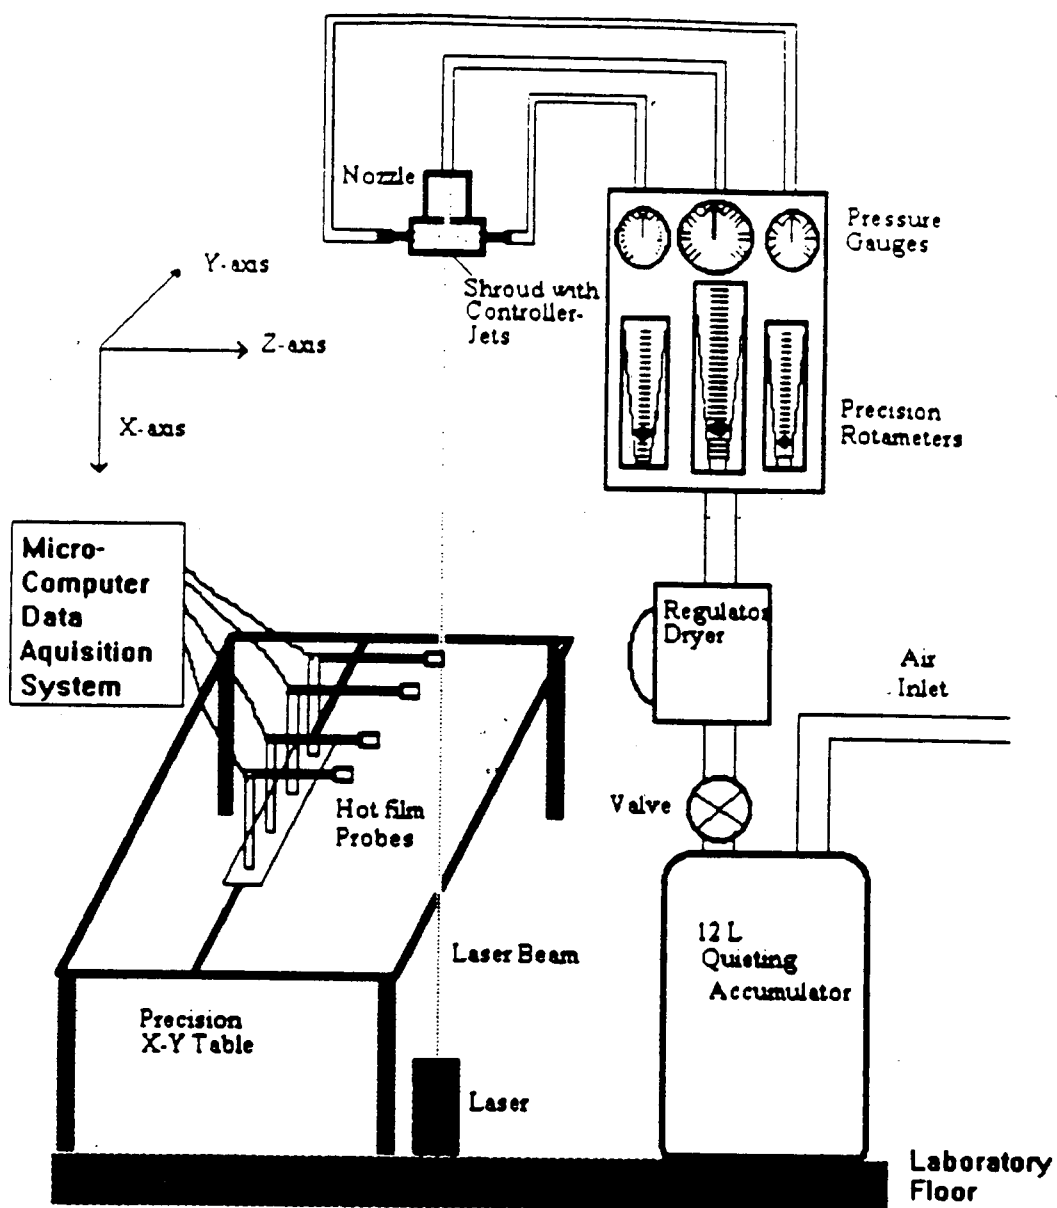 Nozzle
Pressure
Gauges
Y-axis
Shroud with
Controller-
Jets
Z-axis
X-axis
Precision
Rotameters
Micro-
Computer
Data
Aquisition
System
Regulator
Dryer
Air
Inlet
Valve
Hot film
Probes
12 L
Quieting
Accumulator
Laser Beam
Precision
X-Y Table
Laser
Laboratory
Floor